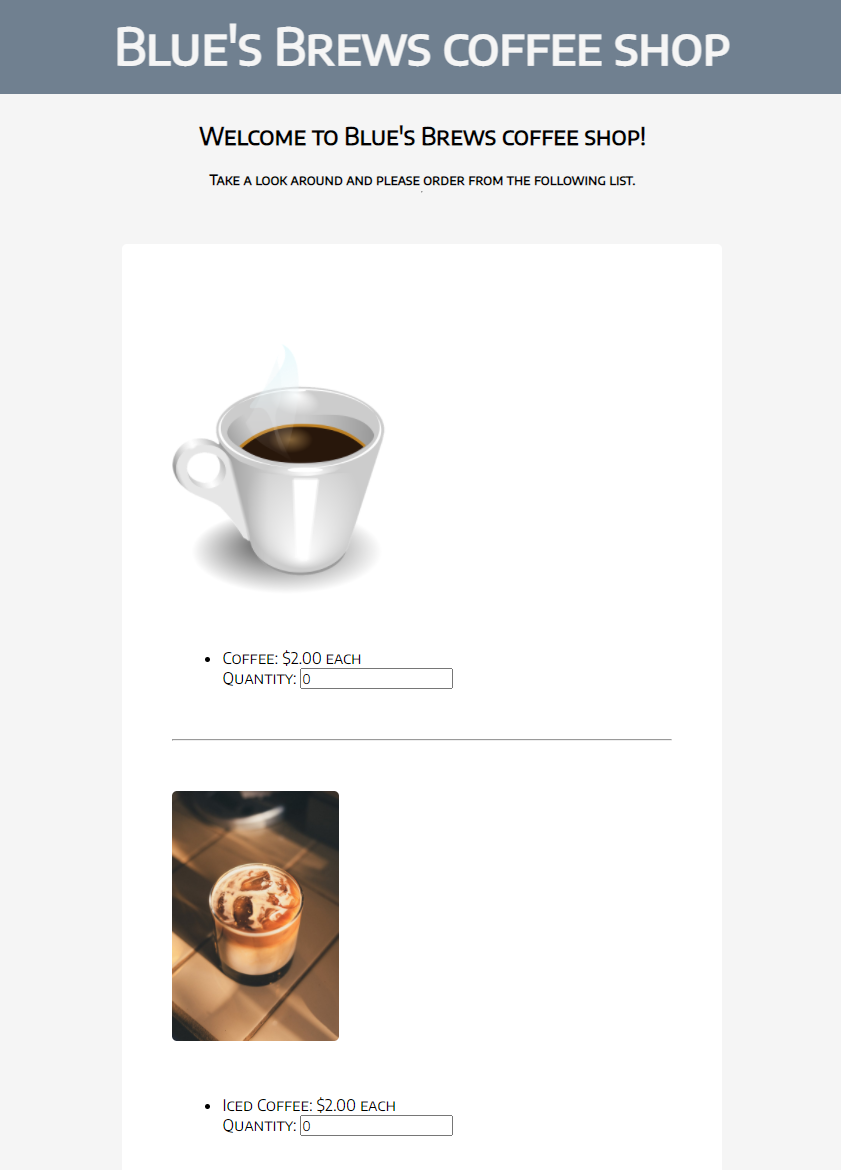 Blue's Brews coffee shop
Welcome to Blue's Brews coffee shop!
Take a look around and please order from the following list.
Coffee: $2.00 each
Quantity: 0
Iced Coffee: $2.00 each
Quantity: 0